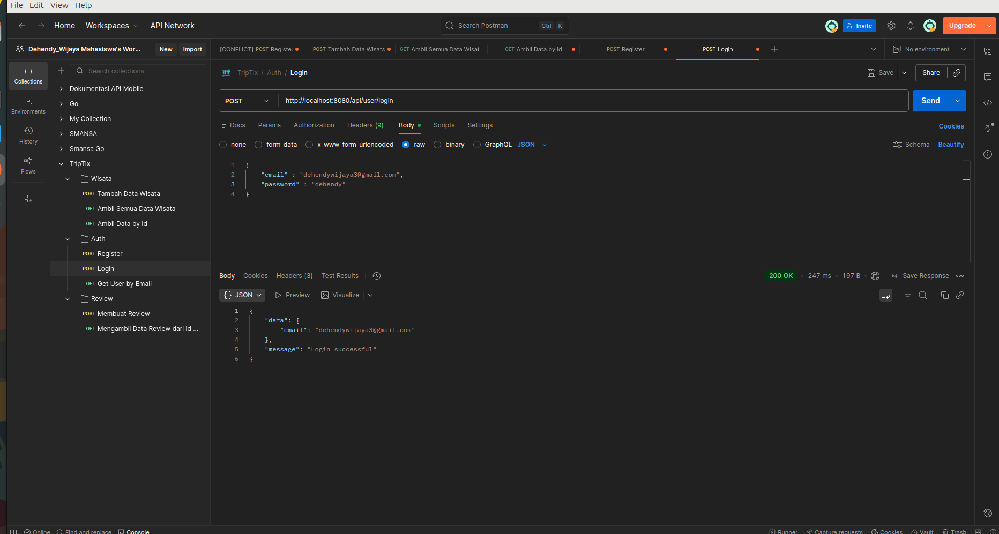 File Edit View Help
Home Workspaces API Network
Search Postman Ctrl K
Invite
Upgrade
Dehendy_Wijaya Mahasiswa's Wor...
New Import
[CONFLICT] POST Register
POST Tambah Data Wisata
GET Ambil Semua Data Wisat
GET Ambil Data by Id
POST Register
POST Login
No environment
Collections
Environments
History
Flows
Search collections
Dokumentasi API Mobile
Go
My Collection
SMANSA
Smansa Go
TripTix
Wisata
POST Tambah Data Wisata
GET Ambil Semua Data Wisata
GET Ambil Data by Id
Auth
POST Register
POST Login
GET Get User by Email
Review
POST Membuat Review
GET Mengambil Data Review dari id ...
HTTP TripTix / Auth / Login
Save Share
POST http://localhost:8080/api/user/login Send
Docs Params Authorization Headers (9) Body Scripts Settings Cookies
none form-data x-www-form-urlencoded raw binary GraphQL JSON Schema Beautify
1 {
2 "email" : "dehendywijaya3@gmail.com",
3 "password" : "dehendy"
4 }
Body Cookies Headers (3) Test Results
200 OK • 247 ms • 197 B • e.g. Save Response
{} JSON Preview Visualize
1 {
2 "data": {
3 "email": "dehendywijaya3@gmail.com"
4 },
5 "message": "Login successful"
6 }
Online Find and replace Console
Runner Capture requests Cookies Vault Trash